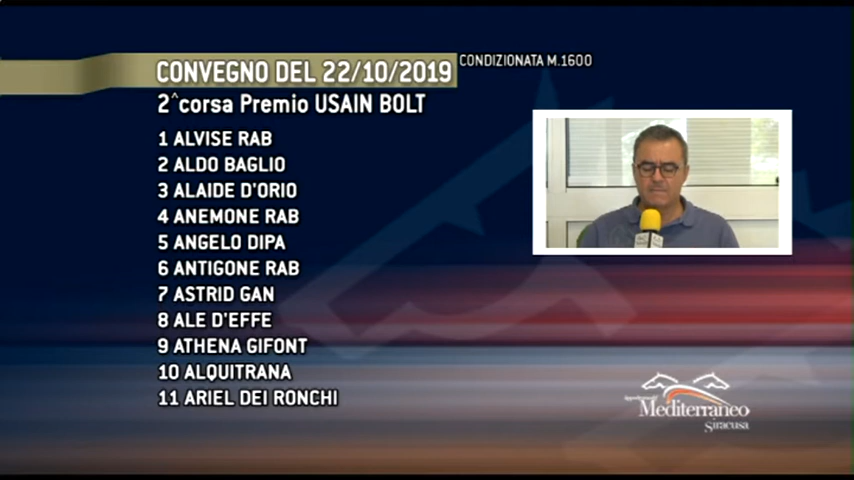 CONVEGNO DEL 22/10/2019
CONDIZIONATA M.1600
2^corsa Premio USAIN BOLT
1 ALVISE RAB
2 ALDO BAGLIO
3 ALAIDE D'ORIO
4 ANEMONE RAB
5 ANGELO DIPA
6 ANTIGONE RAB
7 ASTRID GAN
8 ALE D'EFFE
9 ATHENA GIFONT
10 ALQUITRANA
11 ARIEL DEI RONCHI
Mediterraneo
Siracusa